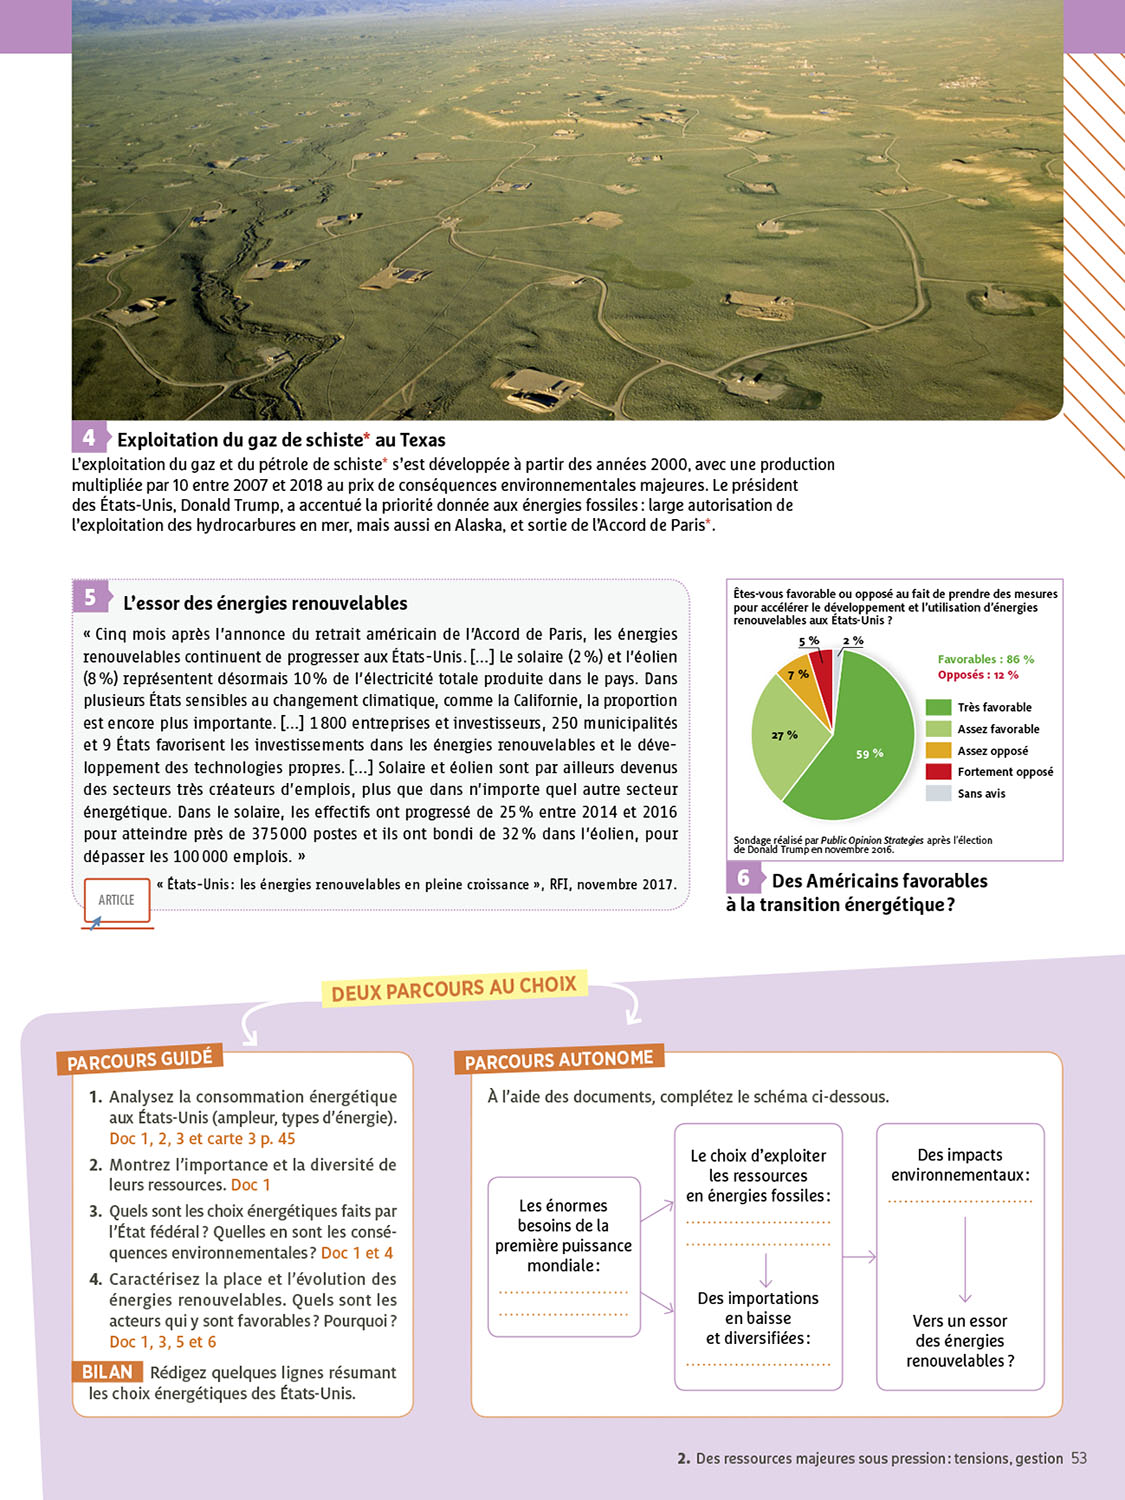 4 Exploitation du gaz de schiste* au Texas
L’exploitation du gaz et du pétrole de schiste* s’est développée à partir des années 2000, avec une production
multipliée par 10 entre 2007 et 2018 au prix de conséquences environnementales majeures. Le président
des États-Unis, Donald Trump, a accentué la priorité donnée aux énergies fossiles : large autorisation de
l’exploitation des hydrocarbures en mer, mais aussi en Alaska, et sortie de l’Accord de Paris*.
5 L’essor des énergies renouvelables
« Cinq mois après l’annonce du retrait américain de l’Accord de Paris, les énergies
renouvelables continuent de progresser aux États-Unis. [...] Le solaire (2 %) et l’éolien
(8 %) représentent désormais 10 % de l’électricité totale produite dans le pays. Dans
plusieurs États sensibles au changement climatique, comme la Californie, la proportion
est encore plus importante. [...] 1 800 entreprises et investisseurs, 250 municipalités
et 9 États favorisent les investissements dans les énergies renouvelables et le déve-
loppement des technologies propres. [...] Solaire et éolien sont par ailleurs devenus
des secteurs très créateurs d’emplois, plus que dans n’importe quel autre secteur
énergétique. Dans le solaire, les effectifs ont progressé de 25 % entre 2014 et 2016
pour atteindre près de 375 000 postes et ils ont bondi de 32 % dans l’éolien, pour
dépasser les 100 000 emplois. »
« États-Unis : les énergies renouvelables en pleine croissance », RFI, novembre 2017.
ARTICLE
Êtes-vous favorable ou opposé au fait de prendre des mesures
pour accélérer le développement et l’utilisation d’énergies
renouvelables aux États-Unis ?
5 % 2 %
7 %
27 %
59 %
Favorables : 86 %
Opposés : 12 %
Très favorable
Assez favorable
Assez opposé
Fortement opposé
Sans avis
Sondage réalisé par Public Opinion Strategies après l’élection
de Donald Trump en novembre 2016.
6 Des Américains favorables
à la transition énergétique ?
DEUX PARCOURS AU CHOIX
PARCOURS GUIDÉ
1. Analysez la consommation énergétique
aux États-Unis (ampleur, types d’énergie).
Doc 1, 2, 3 et carte 3 p. 45
2. Montrez l’importance et la diversité de
leurs ressources. Doc 1
3. Quels sont les choix énergétiques faits par
l’État fédéral ? Quelles en sont les consé-
quences environnementales ? Doc 1 et 4
4. Caractérisez la place et l’évolution des
énergies renouvelables. Quels sont les
acteurs qui y sont favorables ? Pourquoi ?
Doc 1, 3, 5 et 6
BILAN Rédigez quelques lignes résumant
les choix énergétiques des États-Unis.
PARCOURS AUTONOME
À l’aide des documents, complétez le schéma ci-dessous.
Les énormes
besoins de la
première puissance
mondiale :
Le choix d’exploiter
les ressources
en énergies fossiles :
Des importations
en baisse
et diversifiées :
Des impacts
environnementaux :
Vers un essor
des énergies
renouvelables ?
2. Des ressources majeures sous pression : tensions, gestion 53